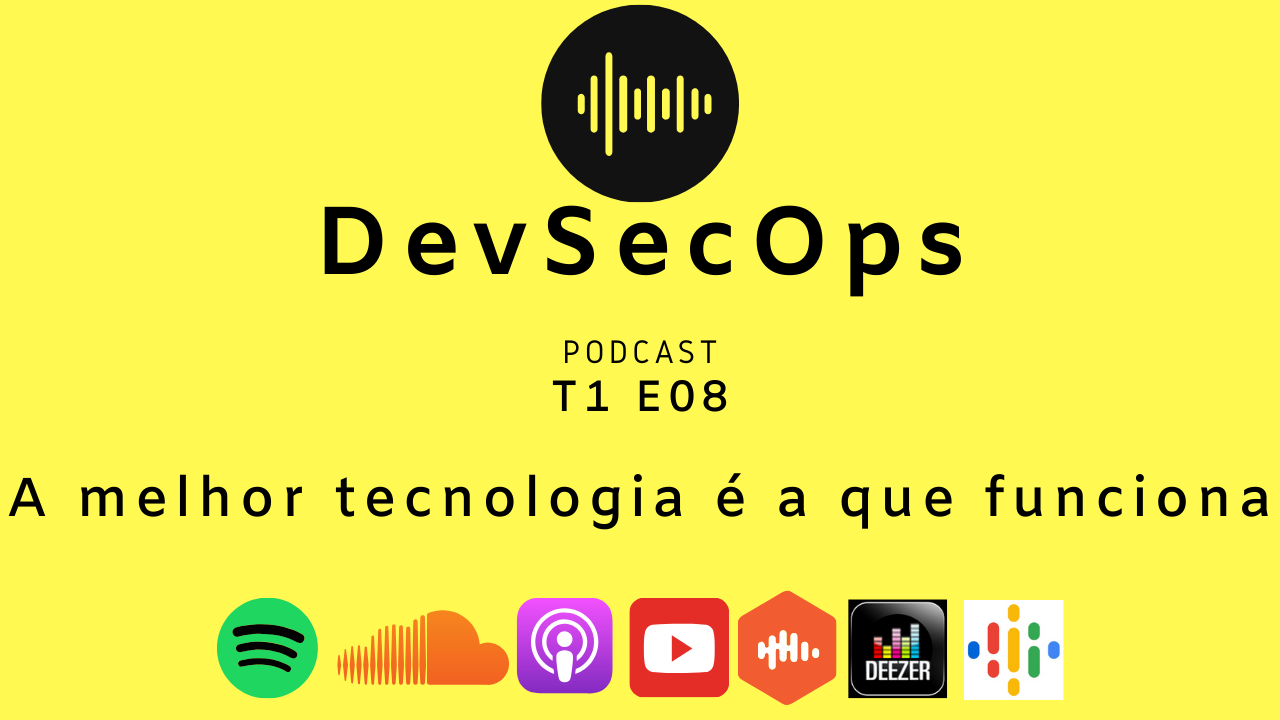 DevSecOps
PODCAST
T1 E08
A melhor tecnologia é a que funciona
DEEZER